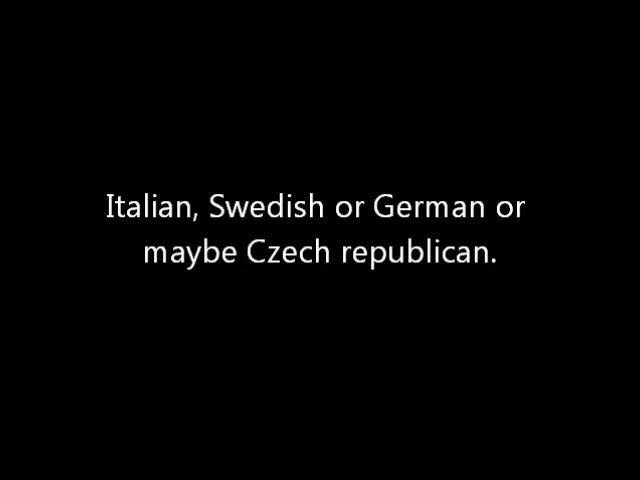 Italian, Swedish or German or
maybe Czech republican.